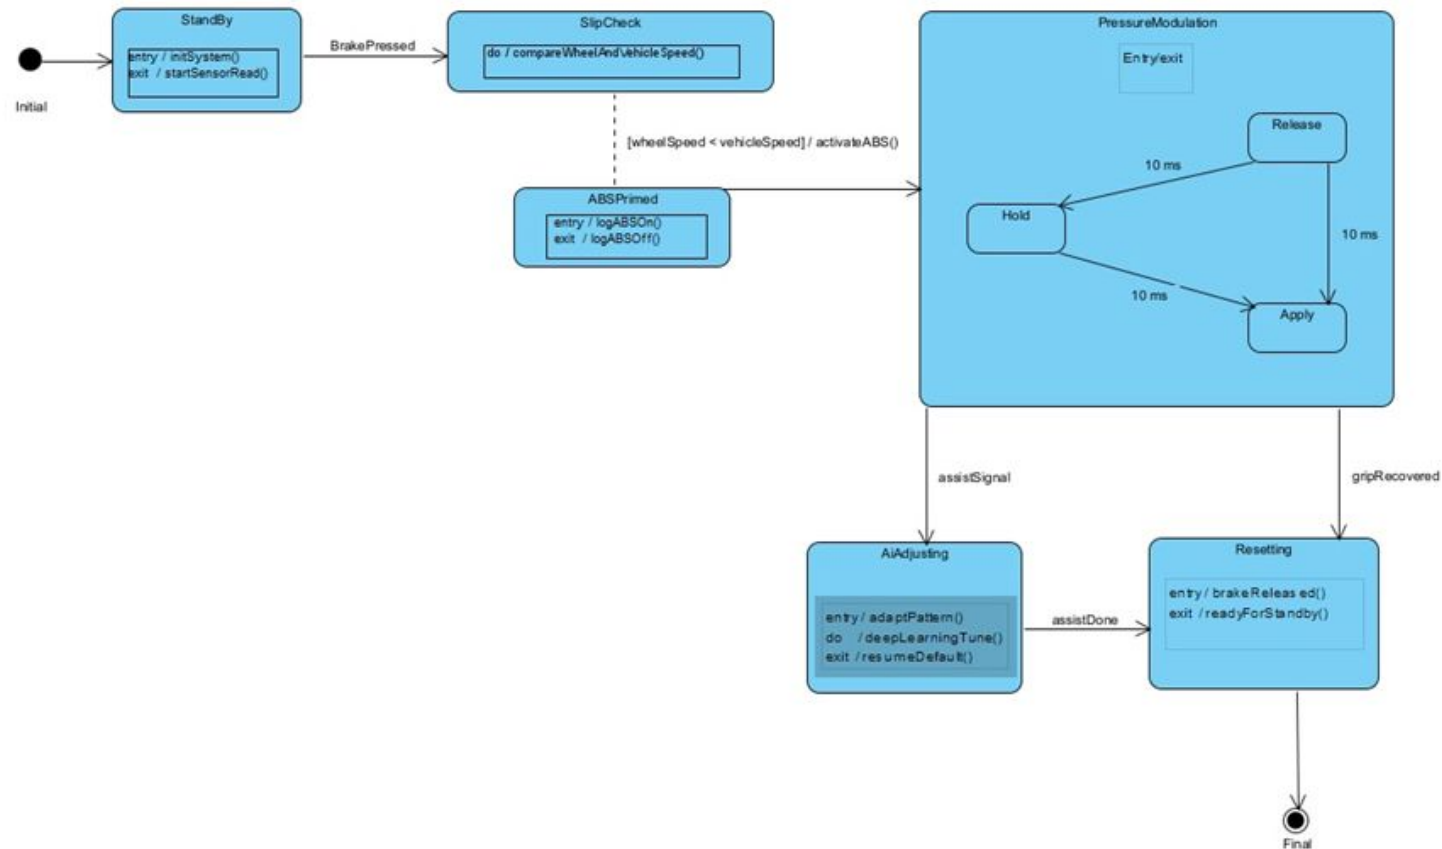 StandBy
entry / initSystem()
exit / startSensorRead()
Initial
BrakePressed
SlipCheck
do / compareWheelAndVehicleSpeed()
[wheelSpeed < vehicleSpeed] / activateABS()
ABSPrimed
entry / logABSOn()
exit / logABSOff()
PressureModulation
Entry/exit
Release
10 ms
Hold
10 ms
10 ms
Apply
assistSignal
gripRecovered
AiAdjusting
entry / adaptPattern()
do / deepLearningTune()
exit / resumeDefault()
assistDone
Resetting
entry / brakeReleased()
exit / readyForStandby()
Final